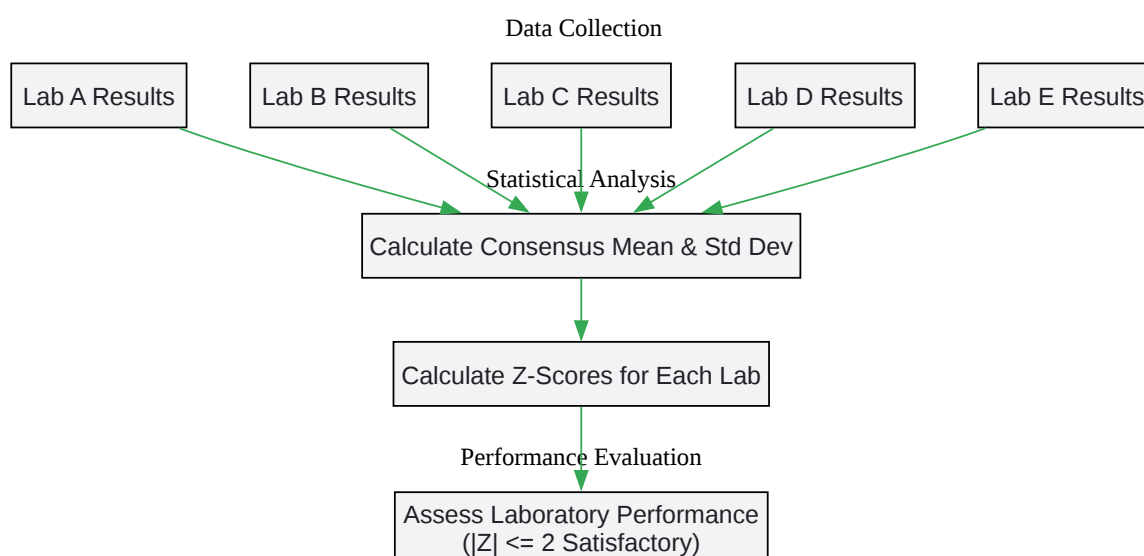 Data Collection
Lab A Results
Lab B Results
Lab C Results
Lab D Results
Lab E Results
Statistical Analysis
Calculate Consensus Mean & Std Dev
Calculate Z-Scores for Each Lab
Performance Evaluation
Assess Laboratory Performance
(|Z| <= 2 Satisfactory)